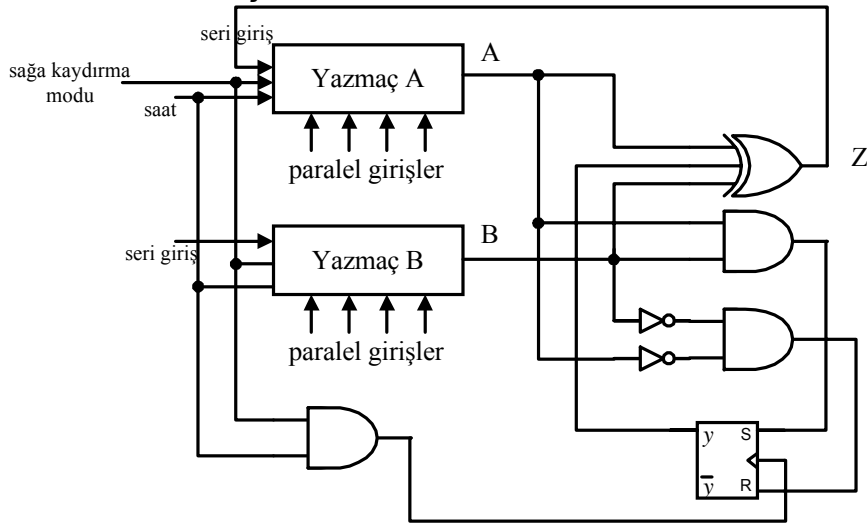 seri giriş
A
sağa kaydırma
modu
Yazmaç A
saat
paralel girişler
Z
B
seri giriş
Yazmaç B
paralel girişler
y
S
y̅
R